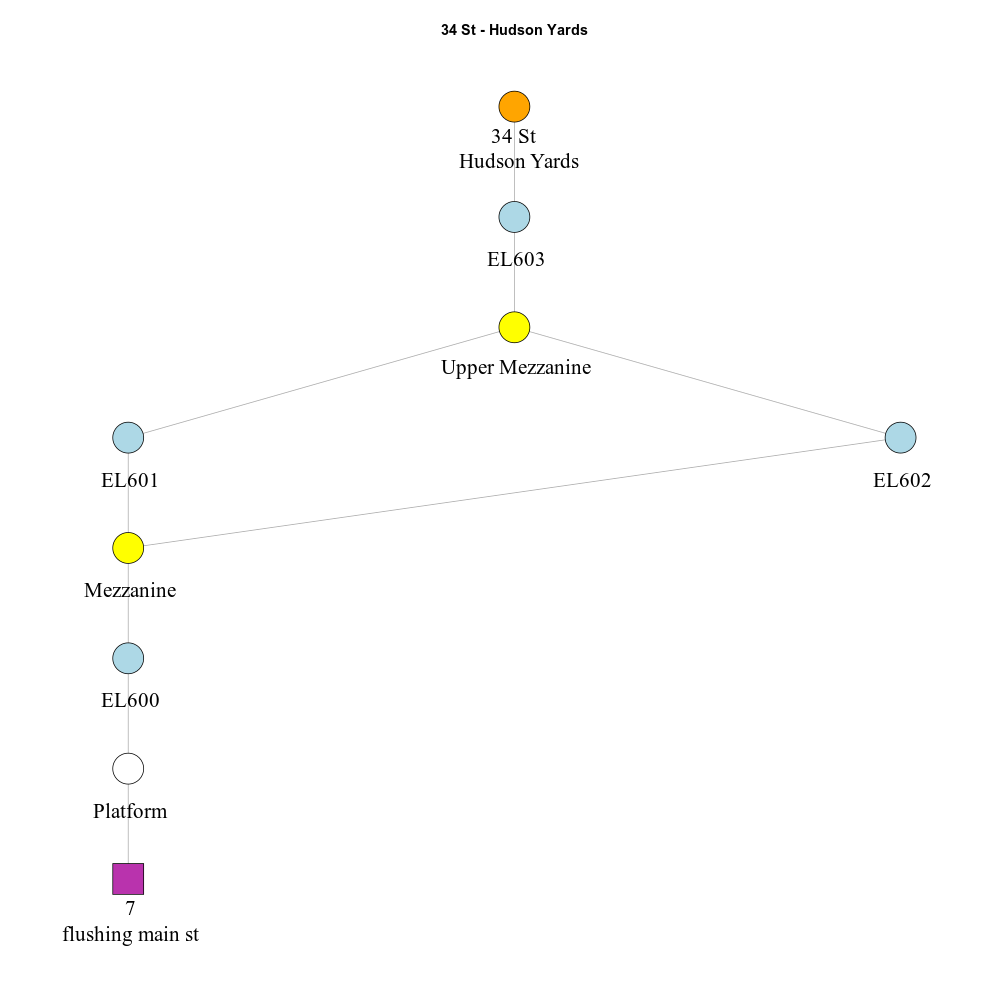 34 St - Hudson Yards
34 St
Hudson Yards
EL603
Upper Mezzanine
EL601
EL602
Mezzanine
EL600
Platform
7
flushing main st